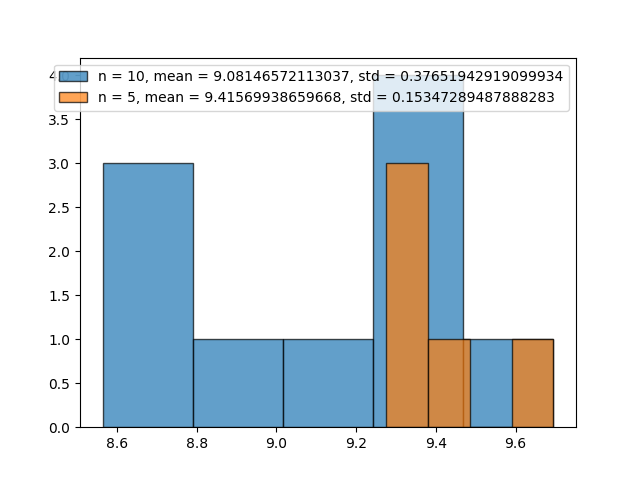 n = 10, mean = 9.08146572113037, std = 0.37651942919099934
n = 5, mean = 9.41569938659668, std = 0.15347289487888283
3.5
3.0
2.5
2.0
1.5
1.0
0.5
0.0
8.6 8.8 9.0 9.2 9.4 9.6